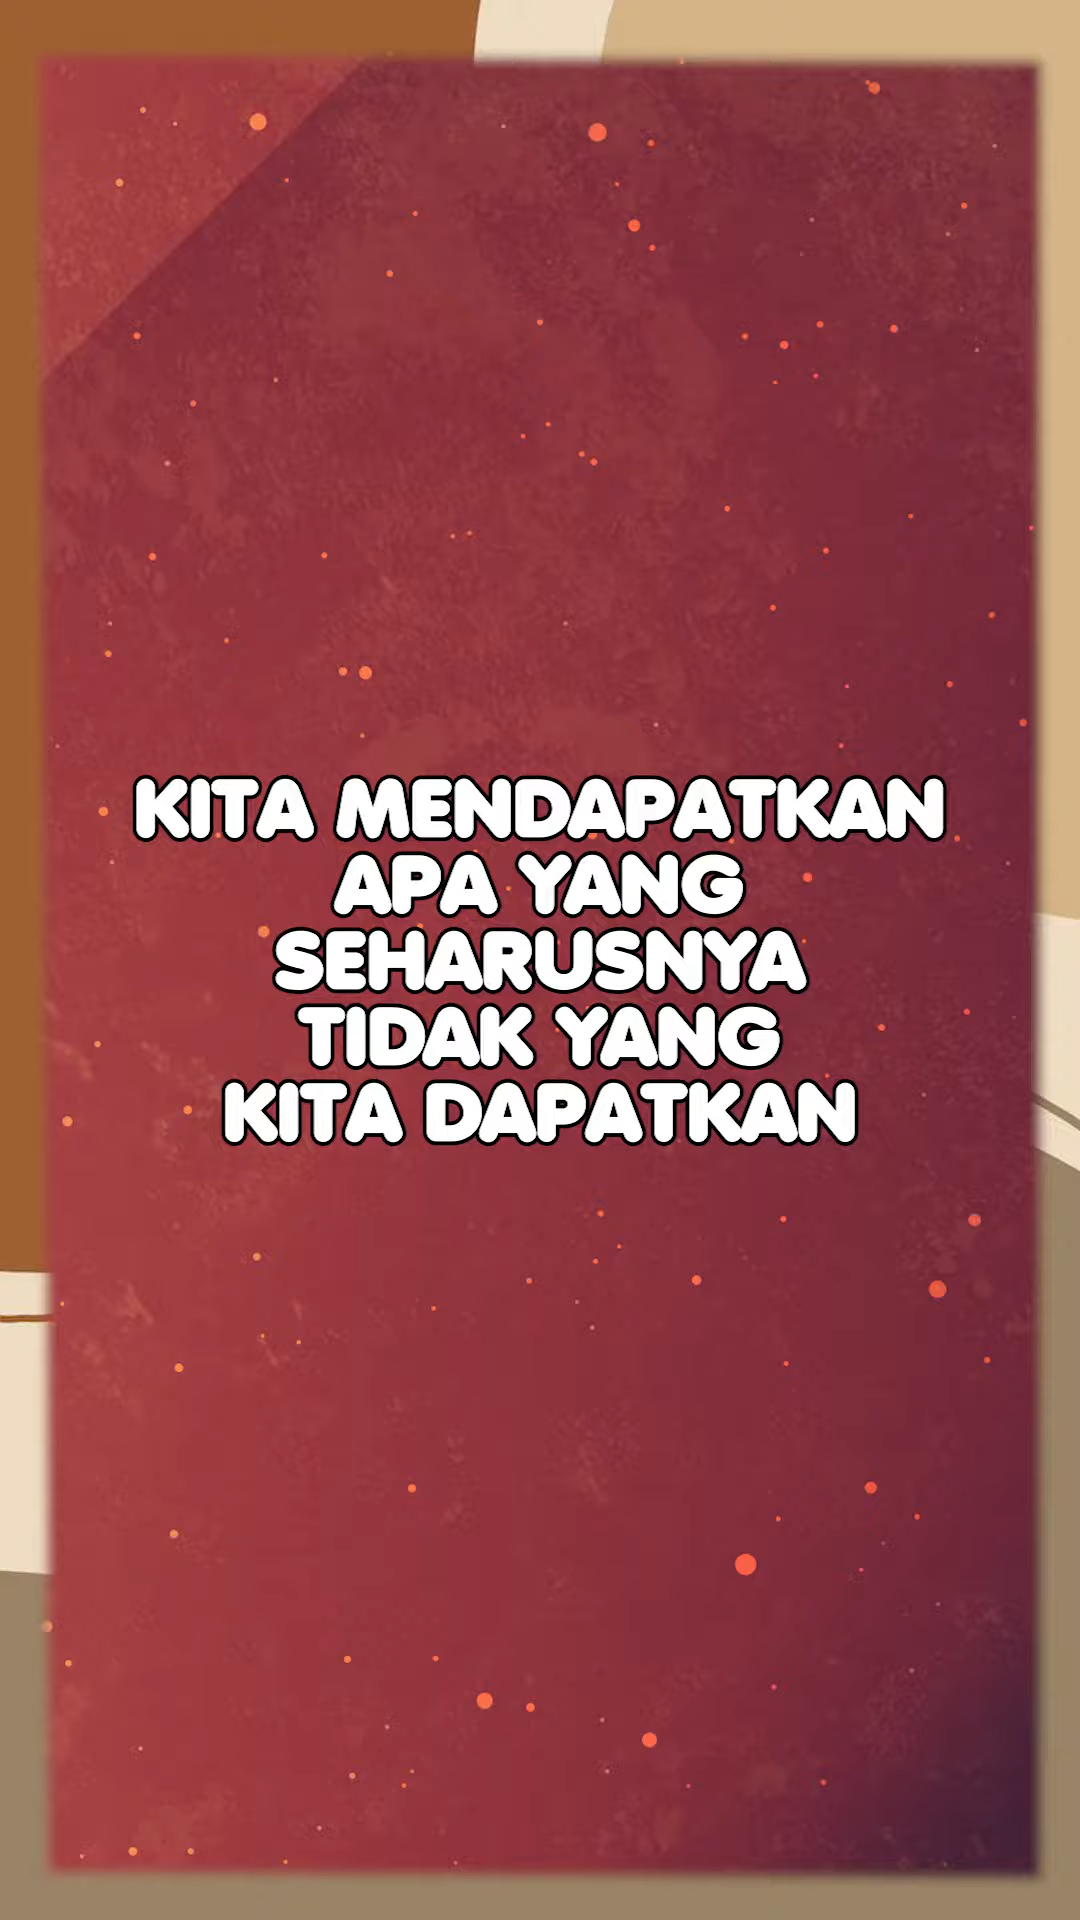 KITA MENDAPATKAN
APA YANG
SEHARUSNYA
TIDAK YANG
KITA DAPATKAN